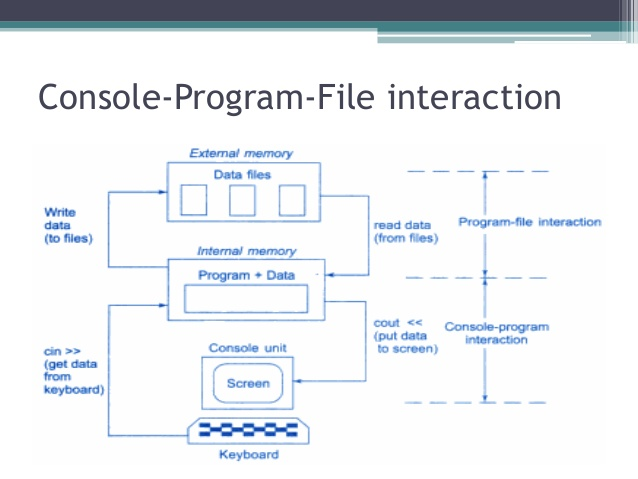 Console-Program-File interaction
External memory
Data files
Write
data
(to files)
read data
(from files)
Program-file interaction
Internal memory
Program + Data
cin >>
(get data
from
keyboard)
cout <<
(put data
to screen)
Console-program
interaction
Console unit
Screen
Keyboard